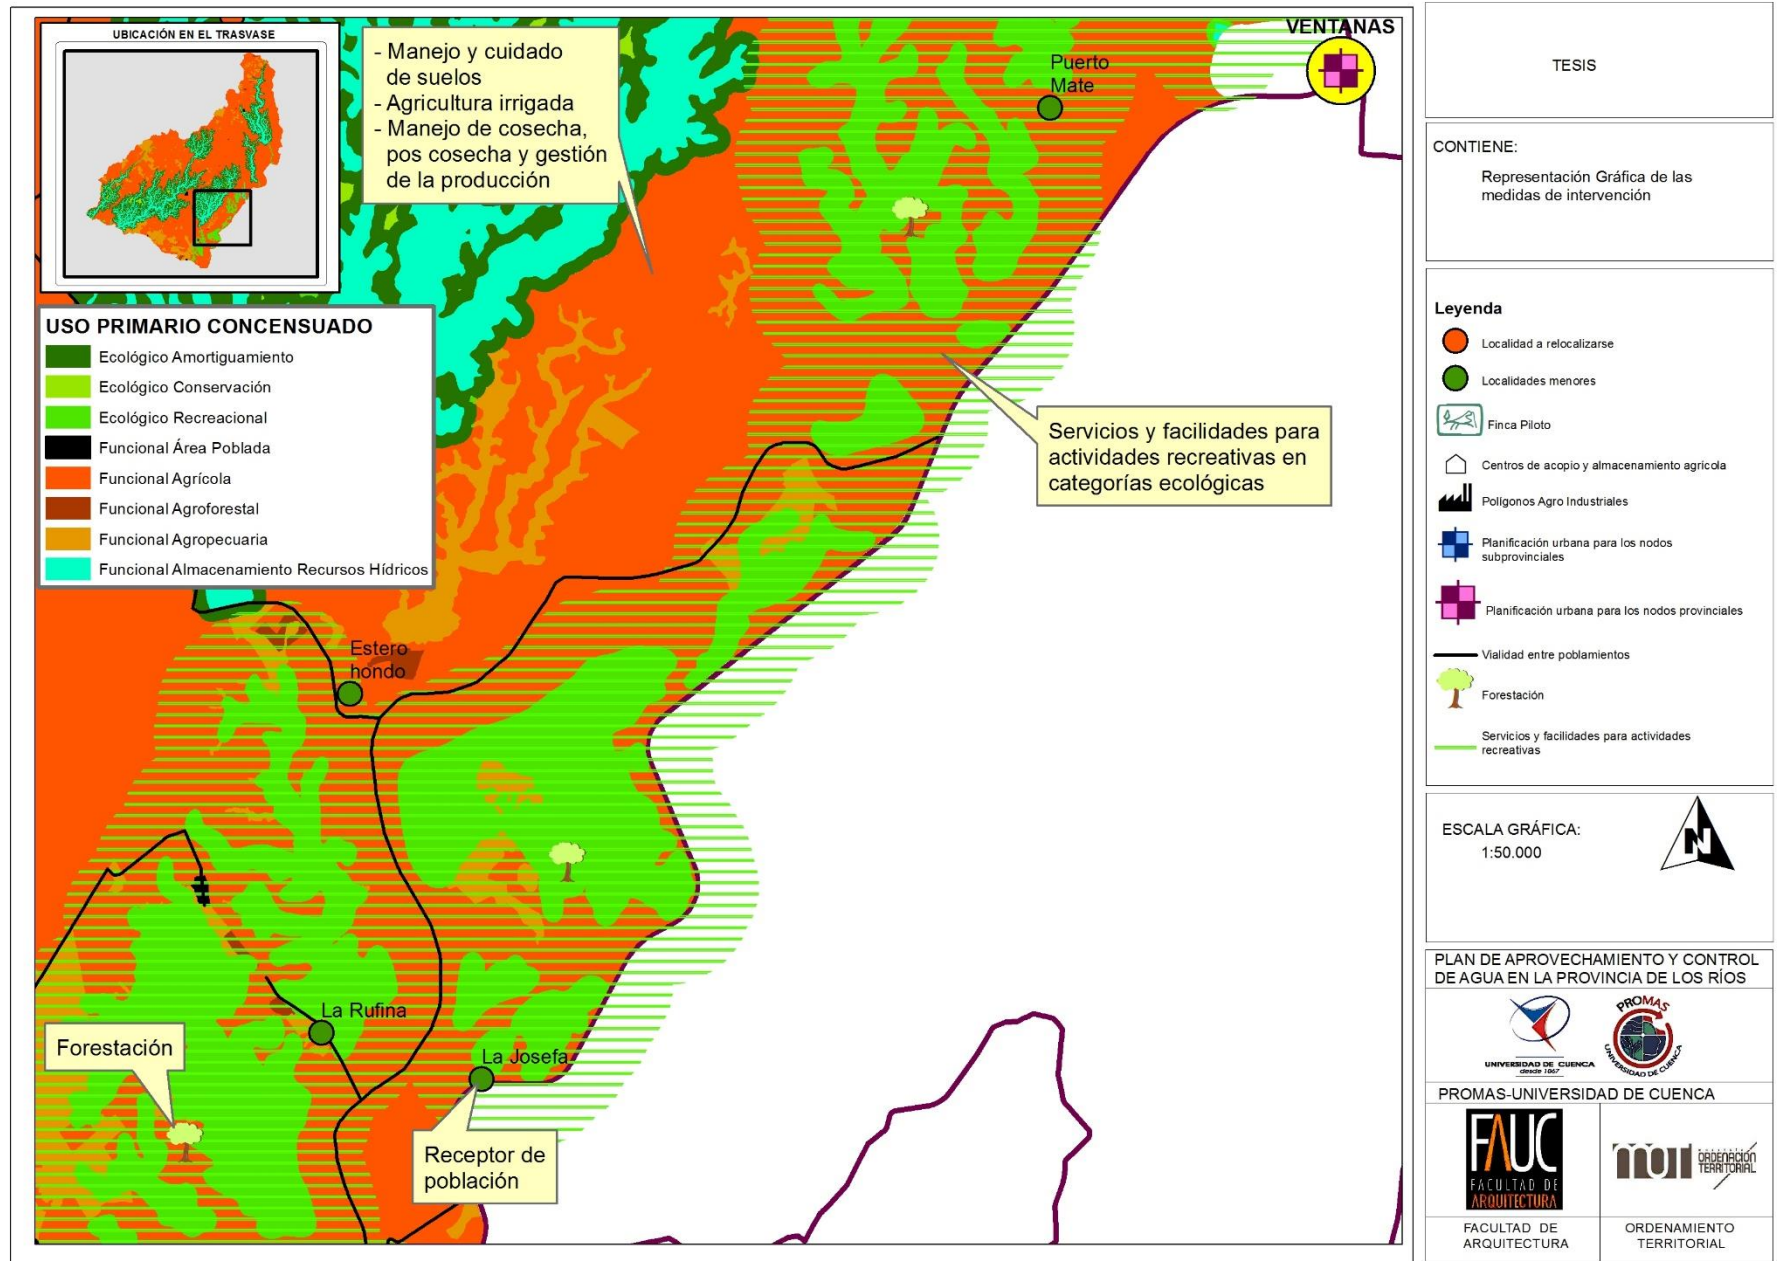 UBICACIÓN EN EL TRASVASE
- Manejo y cuidado
de suelos
- Agricultura irrigada
- Manejo de cosecha,
pos cosecha y gestión
de la producción
VENTANAS
Puerto
Mate
USO PRIMARIO CONCENSUADO
Ecológico Amortiguamiento
Ecológico Conservación
Ecológico Recreacional
Funcional Área Poblada
Funcional Agrícola
Funcional Agroforestal
Funcional Agropecuaria
Funcional Almacenamiento Recursos Hídricos
Servicios y facilidades para
actividades recreativas en
categorías ecológicas
Estero
hondo
La Rufina
La Josefa
Forestación
Receptor de
población
TESIS
CONTIENE:
Representación Gráfica de las
medidas de intervención
Leyenda
Localidad a relocalizarse
Localidades menores
Finca Piloto
Centros de acopio y almacenamiento agrícola
Polígonos Agro Industriales
Planificación urbana para los nodos
subprovinciales
Planificación urbana para los nodos provinciales
Vialidad entre poblamientos
Forestación
Servicios y facilidades para actividades
recreativas
ESCALA GRÁFICA:
1:50.000
N
PLAN DE APROVECHAMIENTO Y CONTROL
DE AGUA EN LA PROVINCIA DE LOS RÍOS
UNIVERSIDAD DE CUENCA
desde 1867
PROMAS
UNIVERSIDAD DE CUENCA
PROMAS-UNIVERSIDAD DE CUENCA
FAUC
FACULTAD DE
ARQUITECTURA
mot
ORDENACIÓN
TERRITORIAL
FACULTAD DE
ARQUITECTURA
ORDENAMIENTO
TERRITORIAL